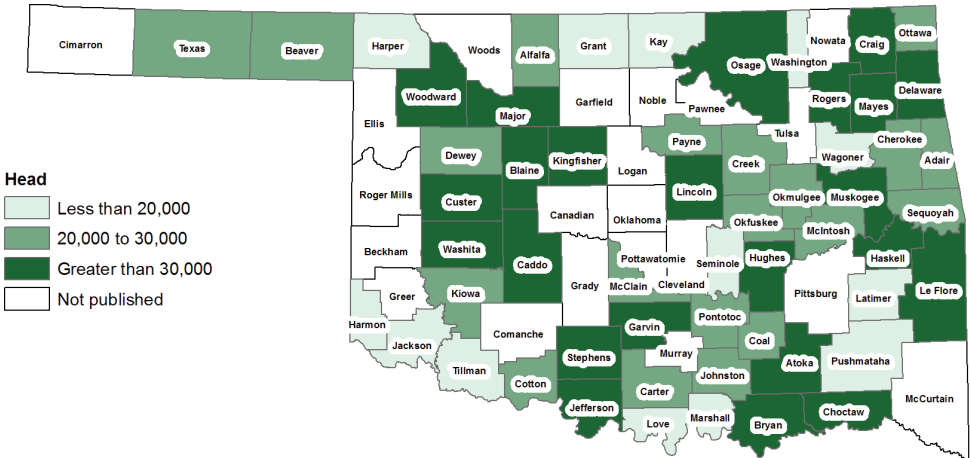 Cimarron
Texas
Beaver
Harper
Woods
Alfalfa
Grant
Kay
Osage
Washington
Nowata
Craig
Ottawa
Woodward
Major
Garfield
Noble
Pawnee
Rogers
Mayes
Delaware
Ellis
Dewey
Blaine
Kingfisher
Logan
Payne
Creek
Tulsa
Wagoner
Cherokee
Adair
Roger Mills
Custer
Canadian
Oklahoma
Lincoln
Okfuskee
Okmulgee
Muskogee
McIntosh
Sequoyah
Beckham
Washita
Caddo
Grady
Pottawatomie
McClain
Cleveland
Seminole
Hughes
Pittsburg
Haskell
Latimer
Le Flore
Greer
Kiowa
Harmon
Jackson
Tillman
Comanche
Cotton
Stephens
Garvin
Murray
Pontotoc
Coal
Atoka
Pushmataha
McCurtain
Jefferson
Carter
Johnston
Love
Marshall
Bryan
Choctaw
Head
Less than 20,000
20,000 to 30,000
Greater than 30,000
Not published